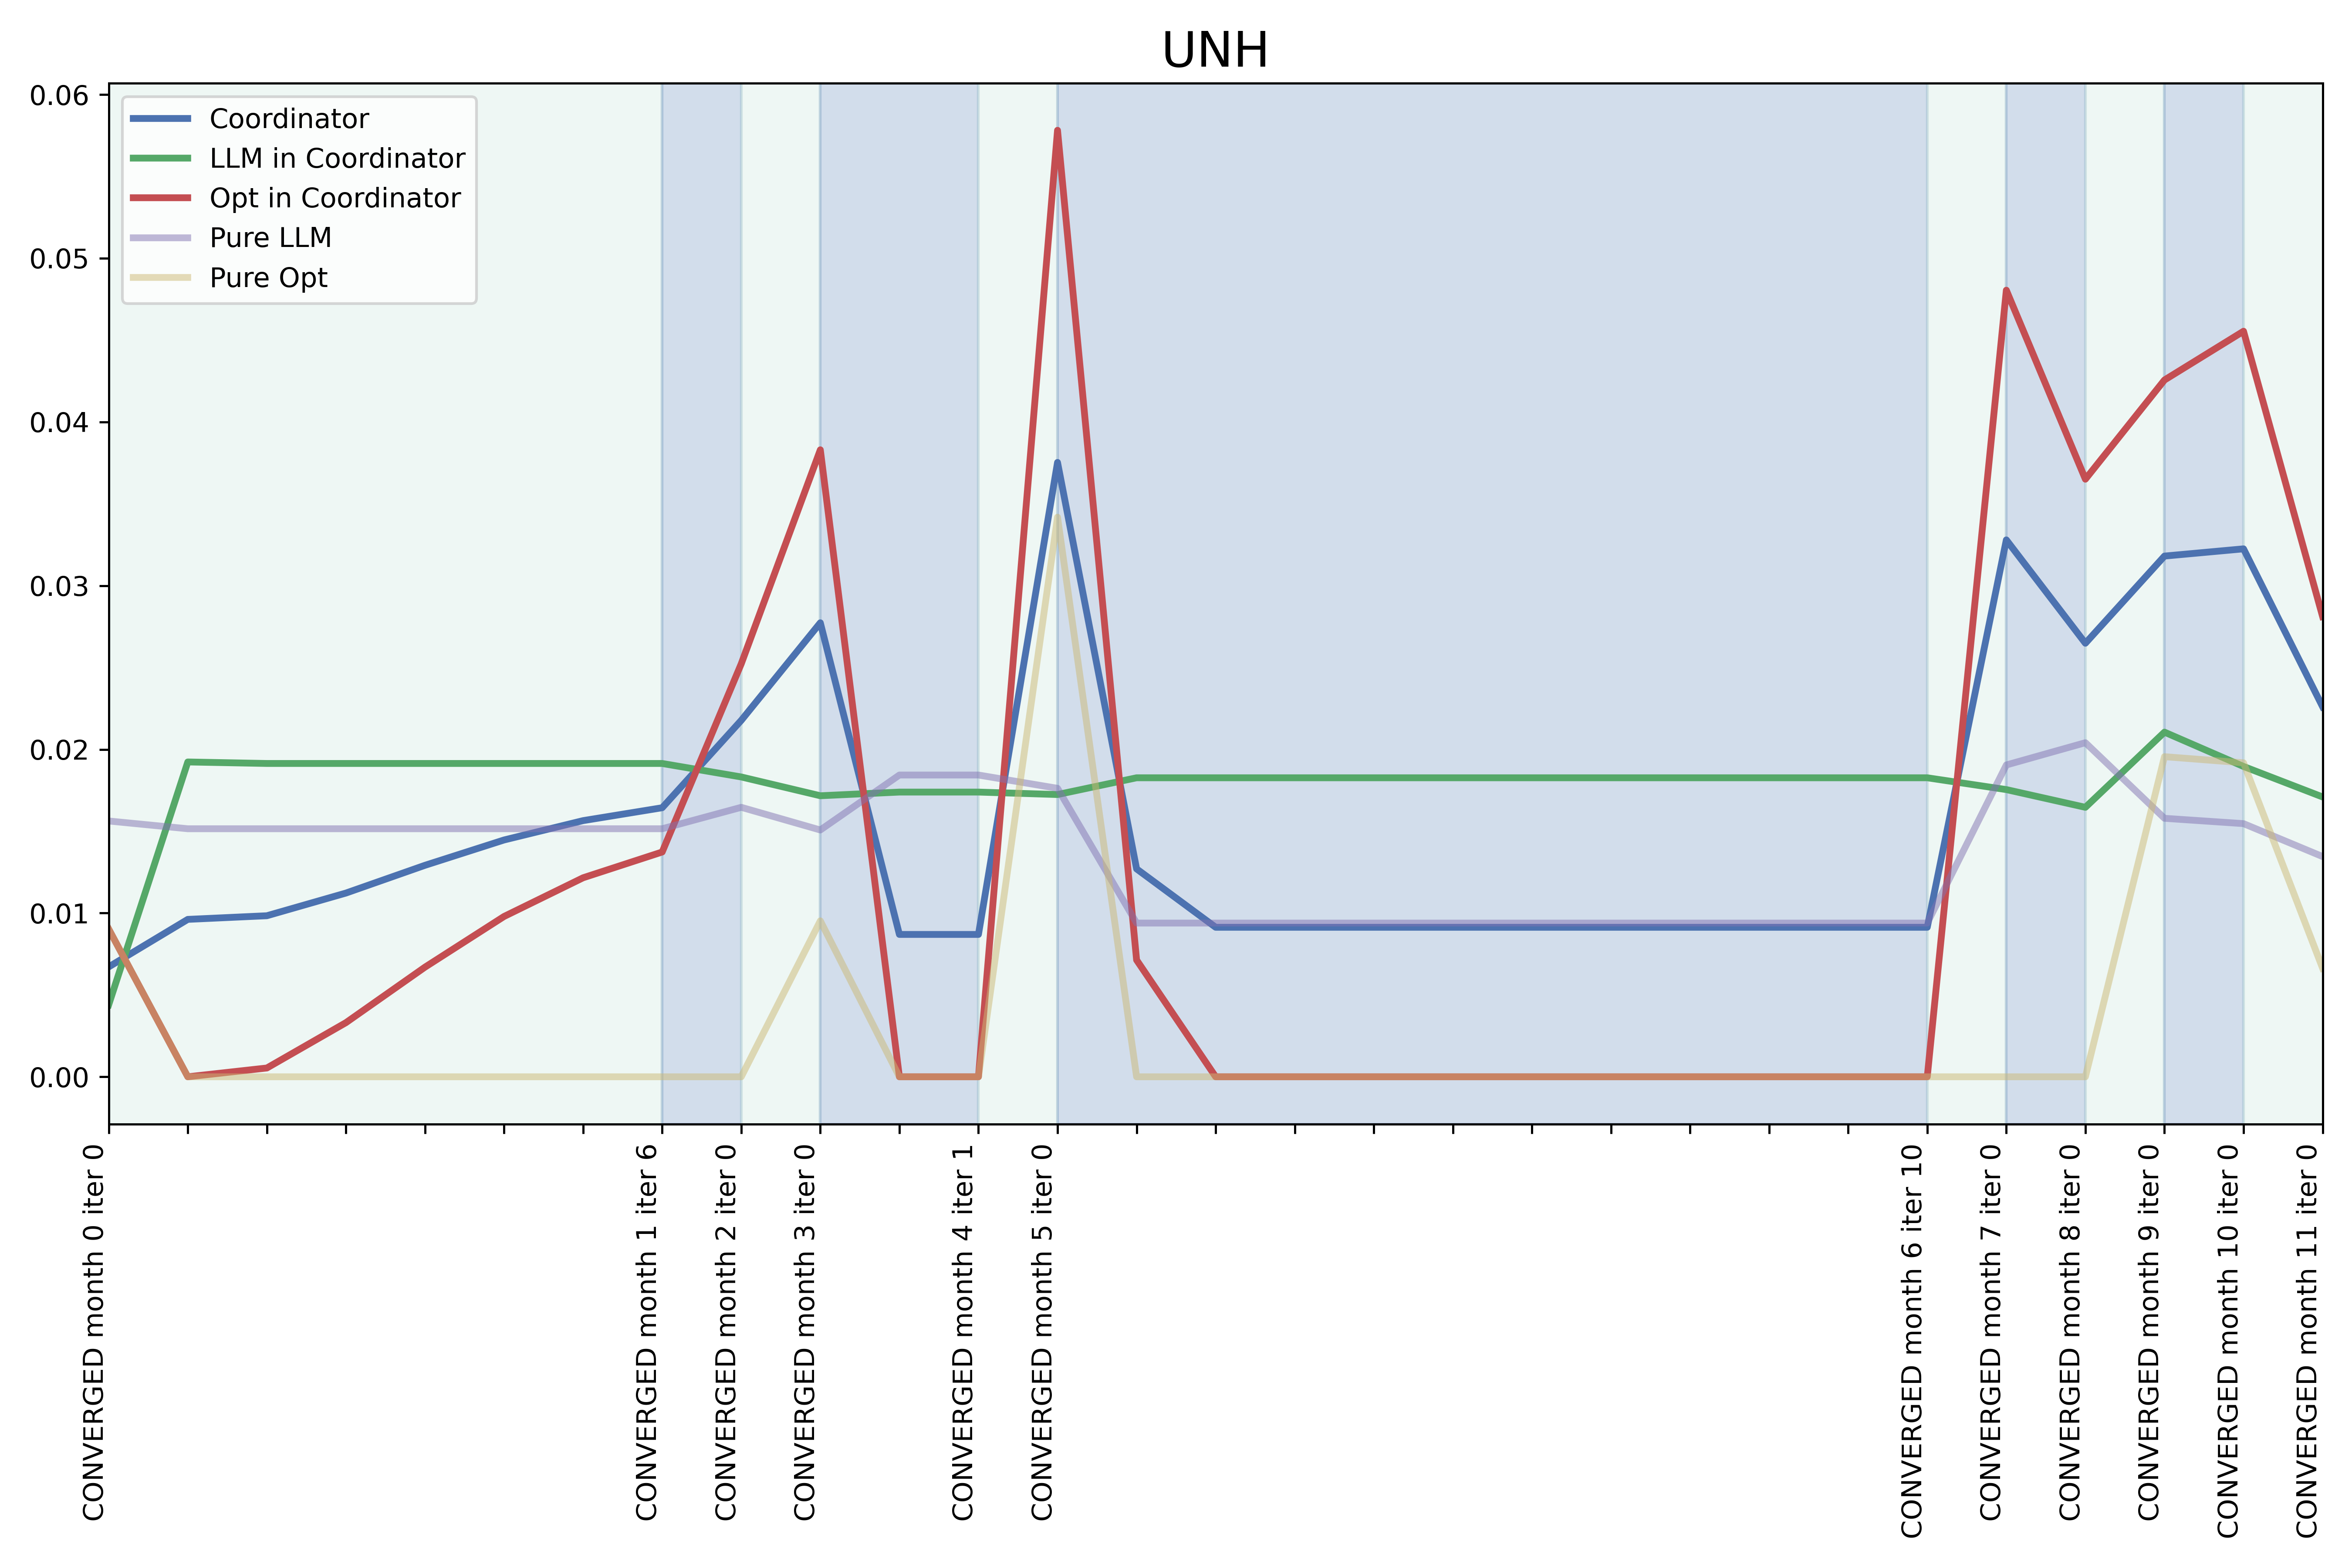 UNH
0.06
0.05
0.04
0.03
0.02
0.01
0.00
Coordinator
LLM in Coordinator
Opt in Coordinator
Pure LLM
Pure Opt
CONVERGED month 0 iter 0
CONVERGED month 1 iter 6
CONVERGED month 2 iter 0
CONVERGED month 3 iter 0
CONVERGED month 4 iter 1
CONVERGED month 5 iter 0
CONVERGED month 6 iter 10
CONVERGED month 7 iter 0
CONVERGED month 8 iter 0
CONVERGED month 9 iter 0
CONVERGED month 10 iter 0
CONVERGED month 11 iter 0